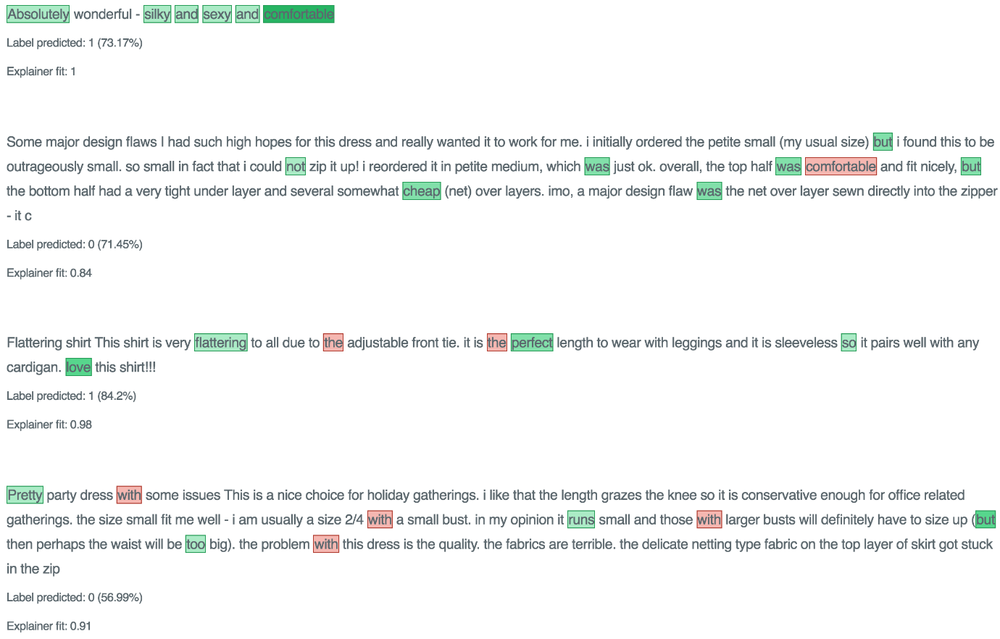 Absolutely wonderful - silky and sexy and comfortable
Label predicted: 1 (73.17%)
Explainer fit: 1
Some major design flaws I had such high hopes for this dress and really wanted it to work for me. i initially ordered the petite small (my usual size) but i found this to be
outrageously small. so small in fact that i could not zip it up! i reordered it in petite medium, which was just ok. overall, the top half was comfortable and fit nicely, but
the bottom half had a very tight under layer and several somewhat cheap (net) over layers. imo, a major design flaw was the net over layer sewn directly into the zipper
- it c
Label predicted: 0 (71.45%)
Explainer fit: 0.84
Flattering shirt This shirt is very flattering to all due to the adjustable front tie. it is the perfect length to wear with leggings and it is sleeveless so it pairs well with any
cardigan. love this shirt!!!
Label predicted: 1 (84.2%)
Explainer fit: 0.98
Pretty party dress with some issues This is a nice choice for holiday gatherings. i like that the length grazes the knee so it is conservative enough for office related
gatherings. the size small fit me well - i am usually a size 2/4 with a small bust. in my opinion it runs small and those with larger busts will definitely have to size up (but
then perhaps the waist will be too big). the problem with this dress is the quality. the fabrics are terrible. the delicate netting type fabric on the top layer of skirt got stuck
in the zip
Label predicted: 0 (56.99%)
Explainer fit: 0.91